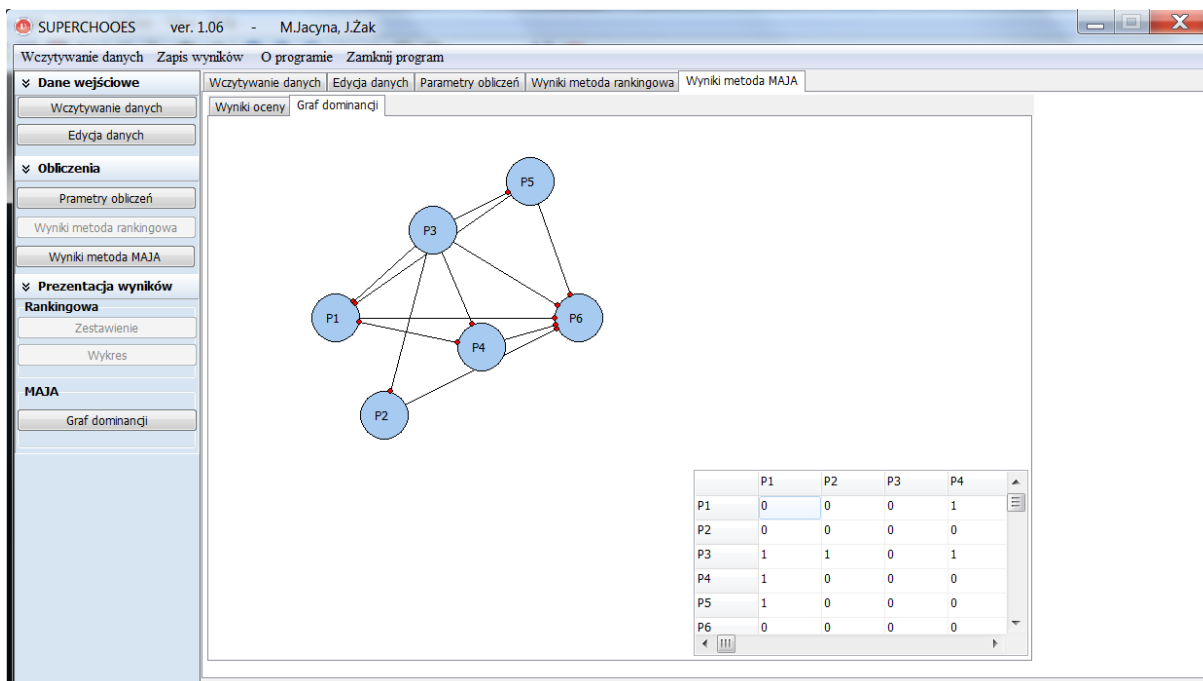 SUPERCHOOES ver. 1.06 - M.Jacyna, J.Żak
Wczytywanie danych Zapis wyników O programie Zamknij program
Dane wejściowe
Wczytywanie danych
Edycja danych
Obliczenia
Prametry obliczeń
Wyniki metoda rankingowa
Wyniki metoda MAJA
Prezentacja wyników
Rankingowa
Zestawienie
Wykres
MAJA
Graf dominancji
Wczytywanie danych Edycja danych Parametry obliczeń Wyniki metoda rankingowa Wyniki metoda MAJA
Wyniki oceny Graf dominancji
P5
P3
P1
P6
P4
P2
P1 P2 P3 P4
P1 0 0 0 1
P2 0 0 0 0
P3 1 1 0 1
P4 1 0 0 0
P5 1 0 0 0
P6 0 0 0 0